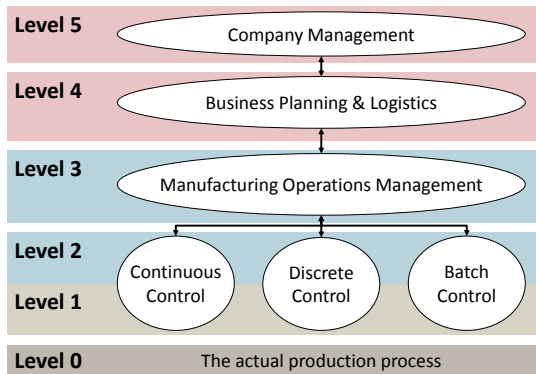 Level 5
Company Management
Level 4
Business Planning & Logistics
Level 3
Manufacturing Operations Management
Level 2
Continuous
Control
Discrete
Control
Batch
Control
Level 1
Level 0
The actual production process